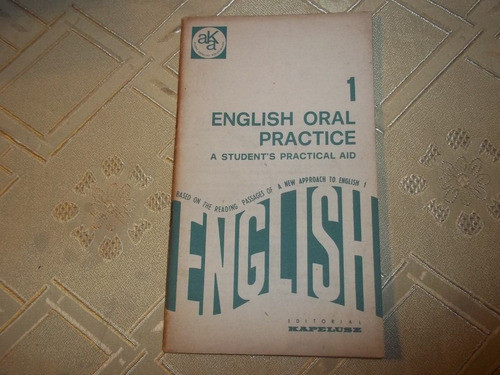 aKa
1
ENGLISH ORAL
PRACTICE
A STUDENT'S PRACTICAL AID
BASED ON THE READING PASSAGES OF A NEW APPROACH TO ENGLISH 1
ENGLISH
EDITORIAL
KAPELUSZ